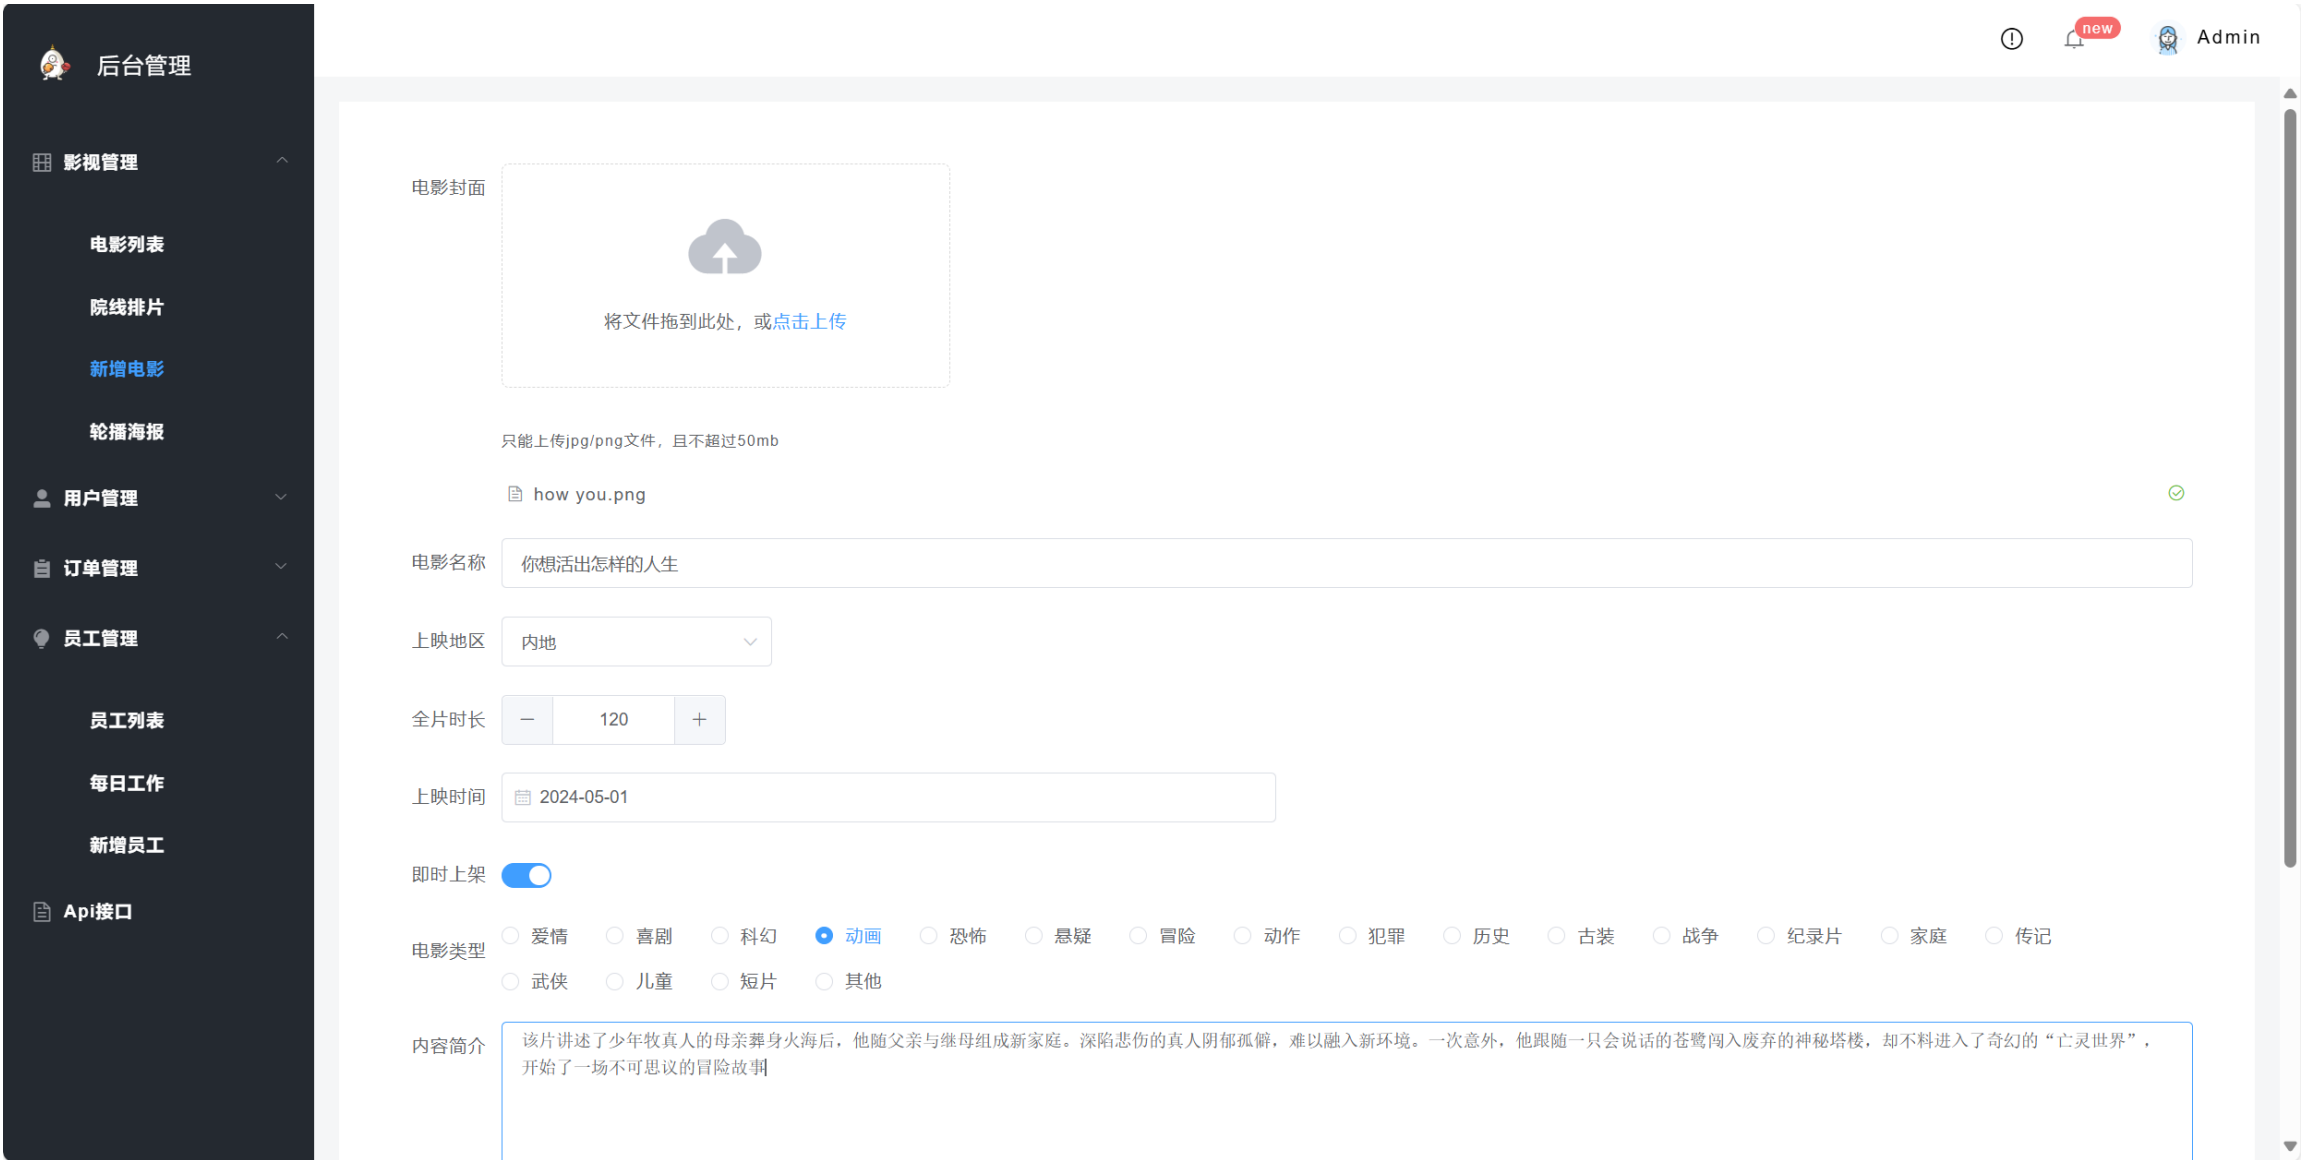 后台管理
new
Admin
影视管理
电影列表
院线排片
新增电影
轮播海报
用户管理
订单管理
员工管理
员工列表
每日工作
新增员工
Api接口
电影封面
将文件拖到此处，或点击上传
只能上传jpg/png文件，且不超过50mb
how you.png
电影名称 你想活出怎样的人生
上映地区 内地
全片时长 120
上映时间 2024-05-01
即时上架
电影类型 爱情 喜剧 科幻 动画 恐怖 悬疑 冒险 动作 犯罪 历史 古装 战争 纪录片 家庭 传记
武侠 儿童 短片 其他
内容简介 该片讲述了少年牧真人的母亲葬身火海后，他随父亲与继母组成新家庭。深陷悲伤的真人阴郁孤僻，难以融入新环境。一次意外，他跟随一只会说话的苍鹭闯入废弃的神秘塔楼，却不料进入了奇幻的“亡灵世界”，
开始了一场不可思议的冒险故事